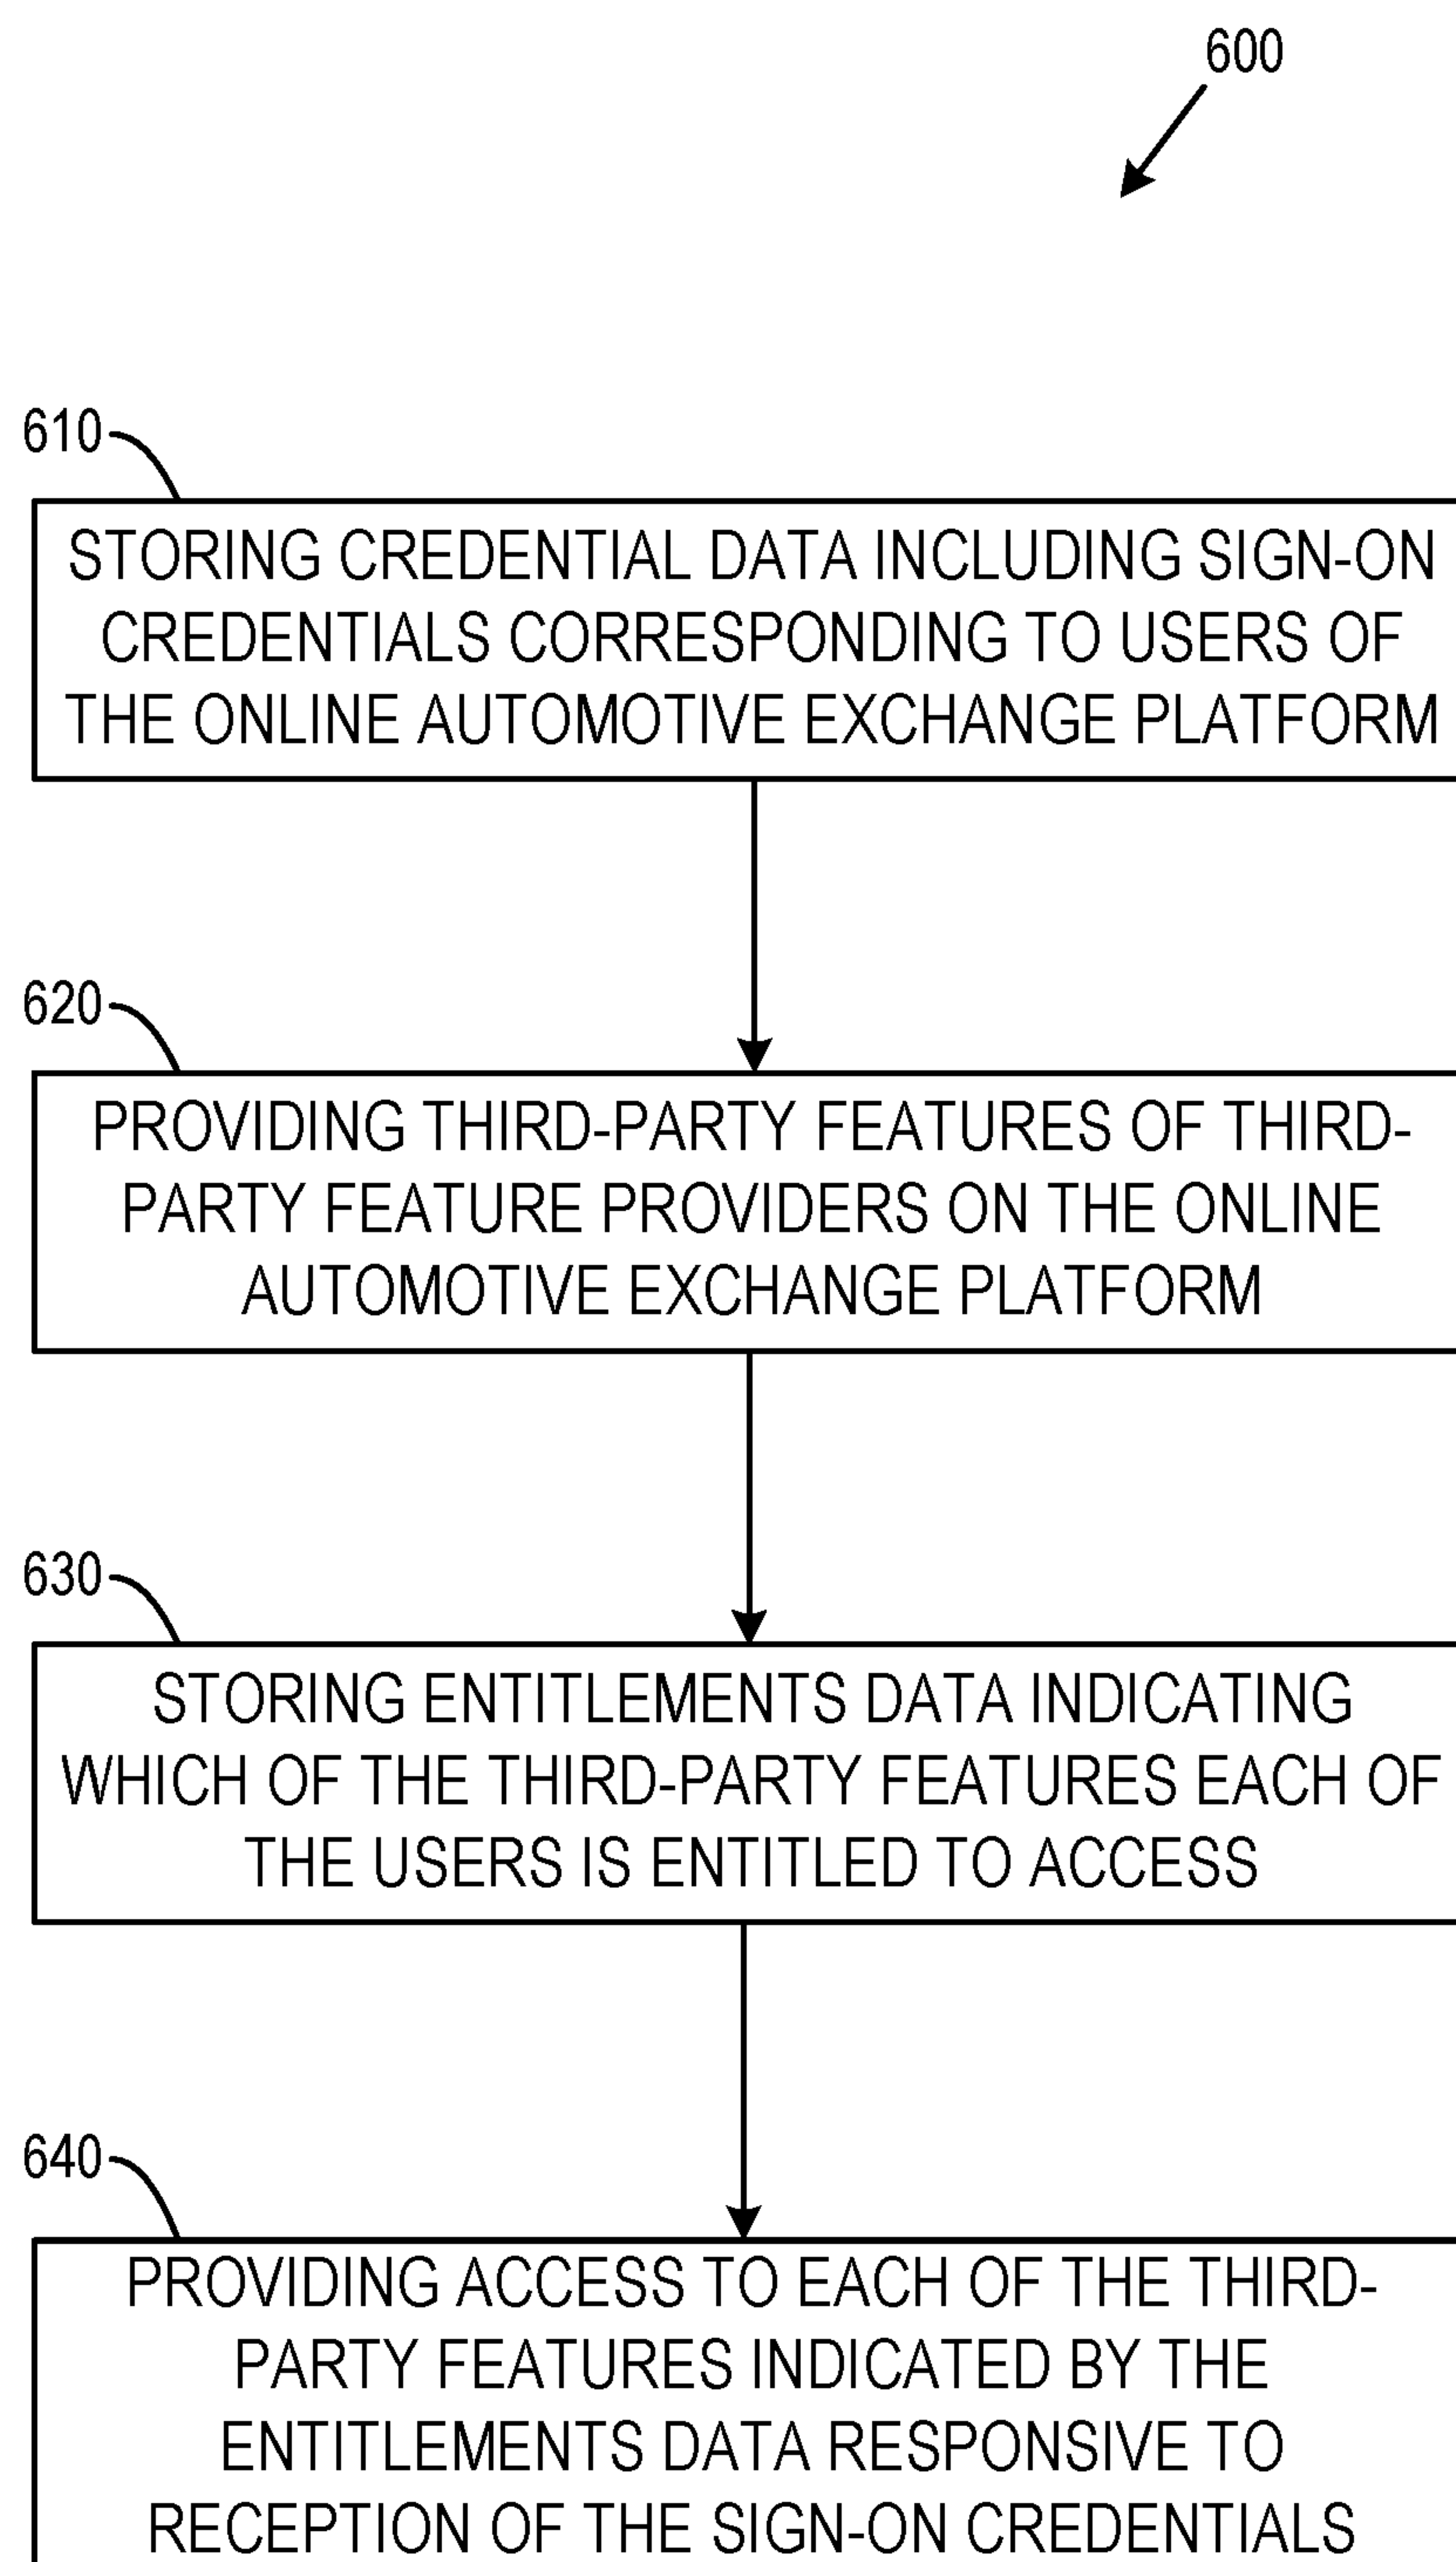 600
610
STORING CREDENTIAL DATA INCLUDING SIGN-ON
CREDENTIALS CORRESPONDING TO USERS OF
THE ONLINE AUTOMOTIVE EXCHANGE PLATFORM
620
PROVIDING THIRD-PARTY FEATURES OF THIRD-
PARTY FEATURE PROVIDERS ON THE ONLINE
AUTOMOTIVE EXCHANGE PLATFORM
630
STORING ENTITLEMENTS DATA INDICATING
WHICH OF THE THIRD-PARTY FEATURES EACH OF
THE USERS IS ENTITLED TO ACCESS
640
PROVIDING ACCESS TO EACH OF THE THIRD-
PARTY FEATURES INDICATED BY THE
ENTITLEMENTS DATA RESPONSIVE TO
RECEPTION OF THE SIGN-ON CREDENTIALS